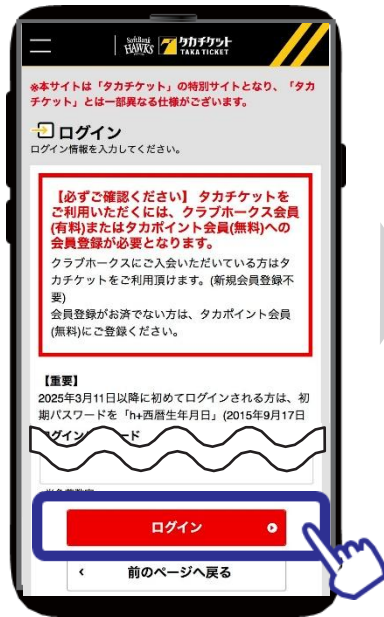 SoftBank HAWKS タカチケット TAKA TICKET
※本サイトは「タカチケット」の特別サイトとなり、「タカ
チケット」とは一部異なる仕様がございます。
ログイン
ログイン情報を入力してください。
【必ずご確認ください】 タカチケットを
ご利用いただくには、クラブホークス会員
(有料)またはタカポイント会員(無料)への
会員登録が必要となります。
クラブホークスにご入会いただいている方はタ
カチケットをご利用頂けます。(新規会員登録不
要)
会員登録がお済でない方は、タカポイント会員
(無料)にご登録ください。
【重要】
2025年3月11日以降に初めてログインされる方は、初
期パスワードを「h+西暦生年月日」(2015年9月17日
ログイン
前のページへ戻る